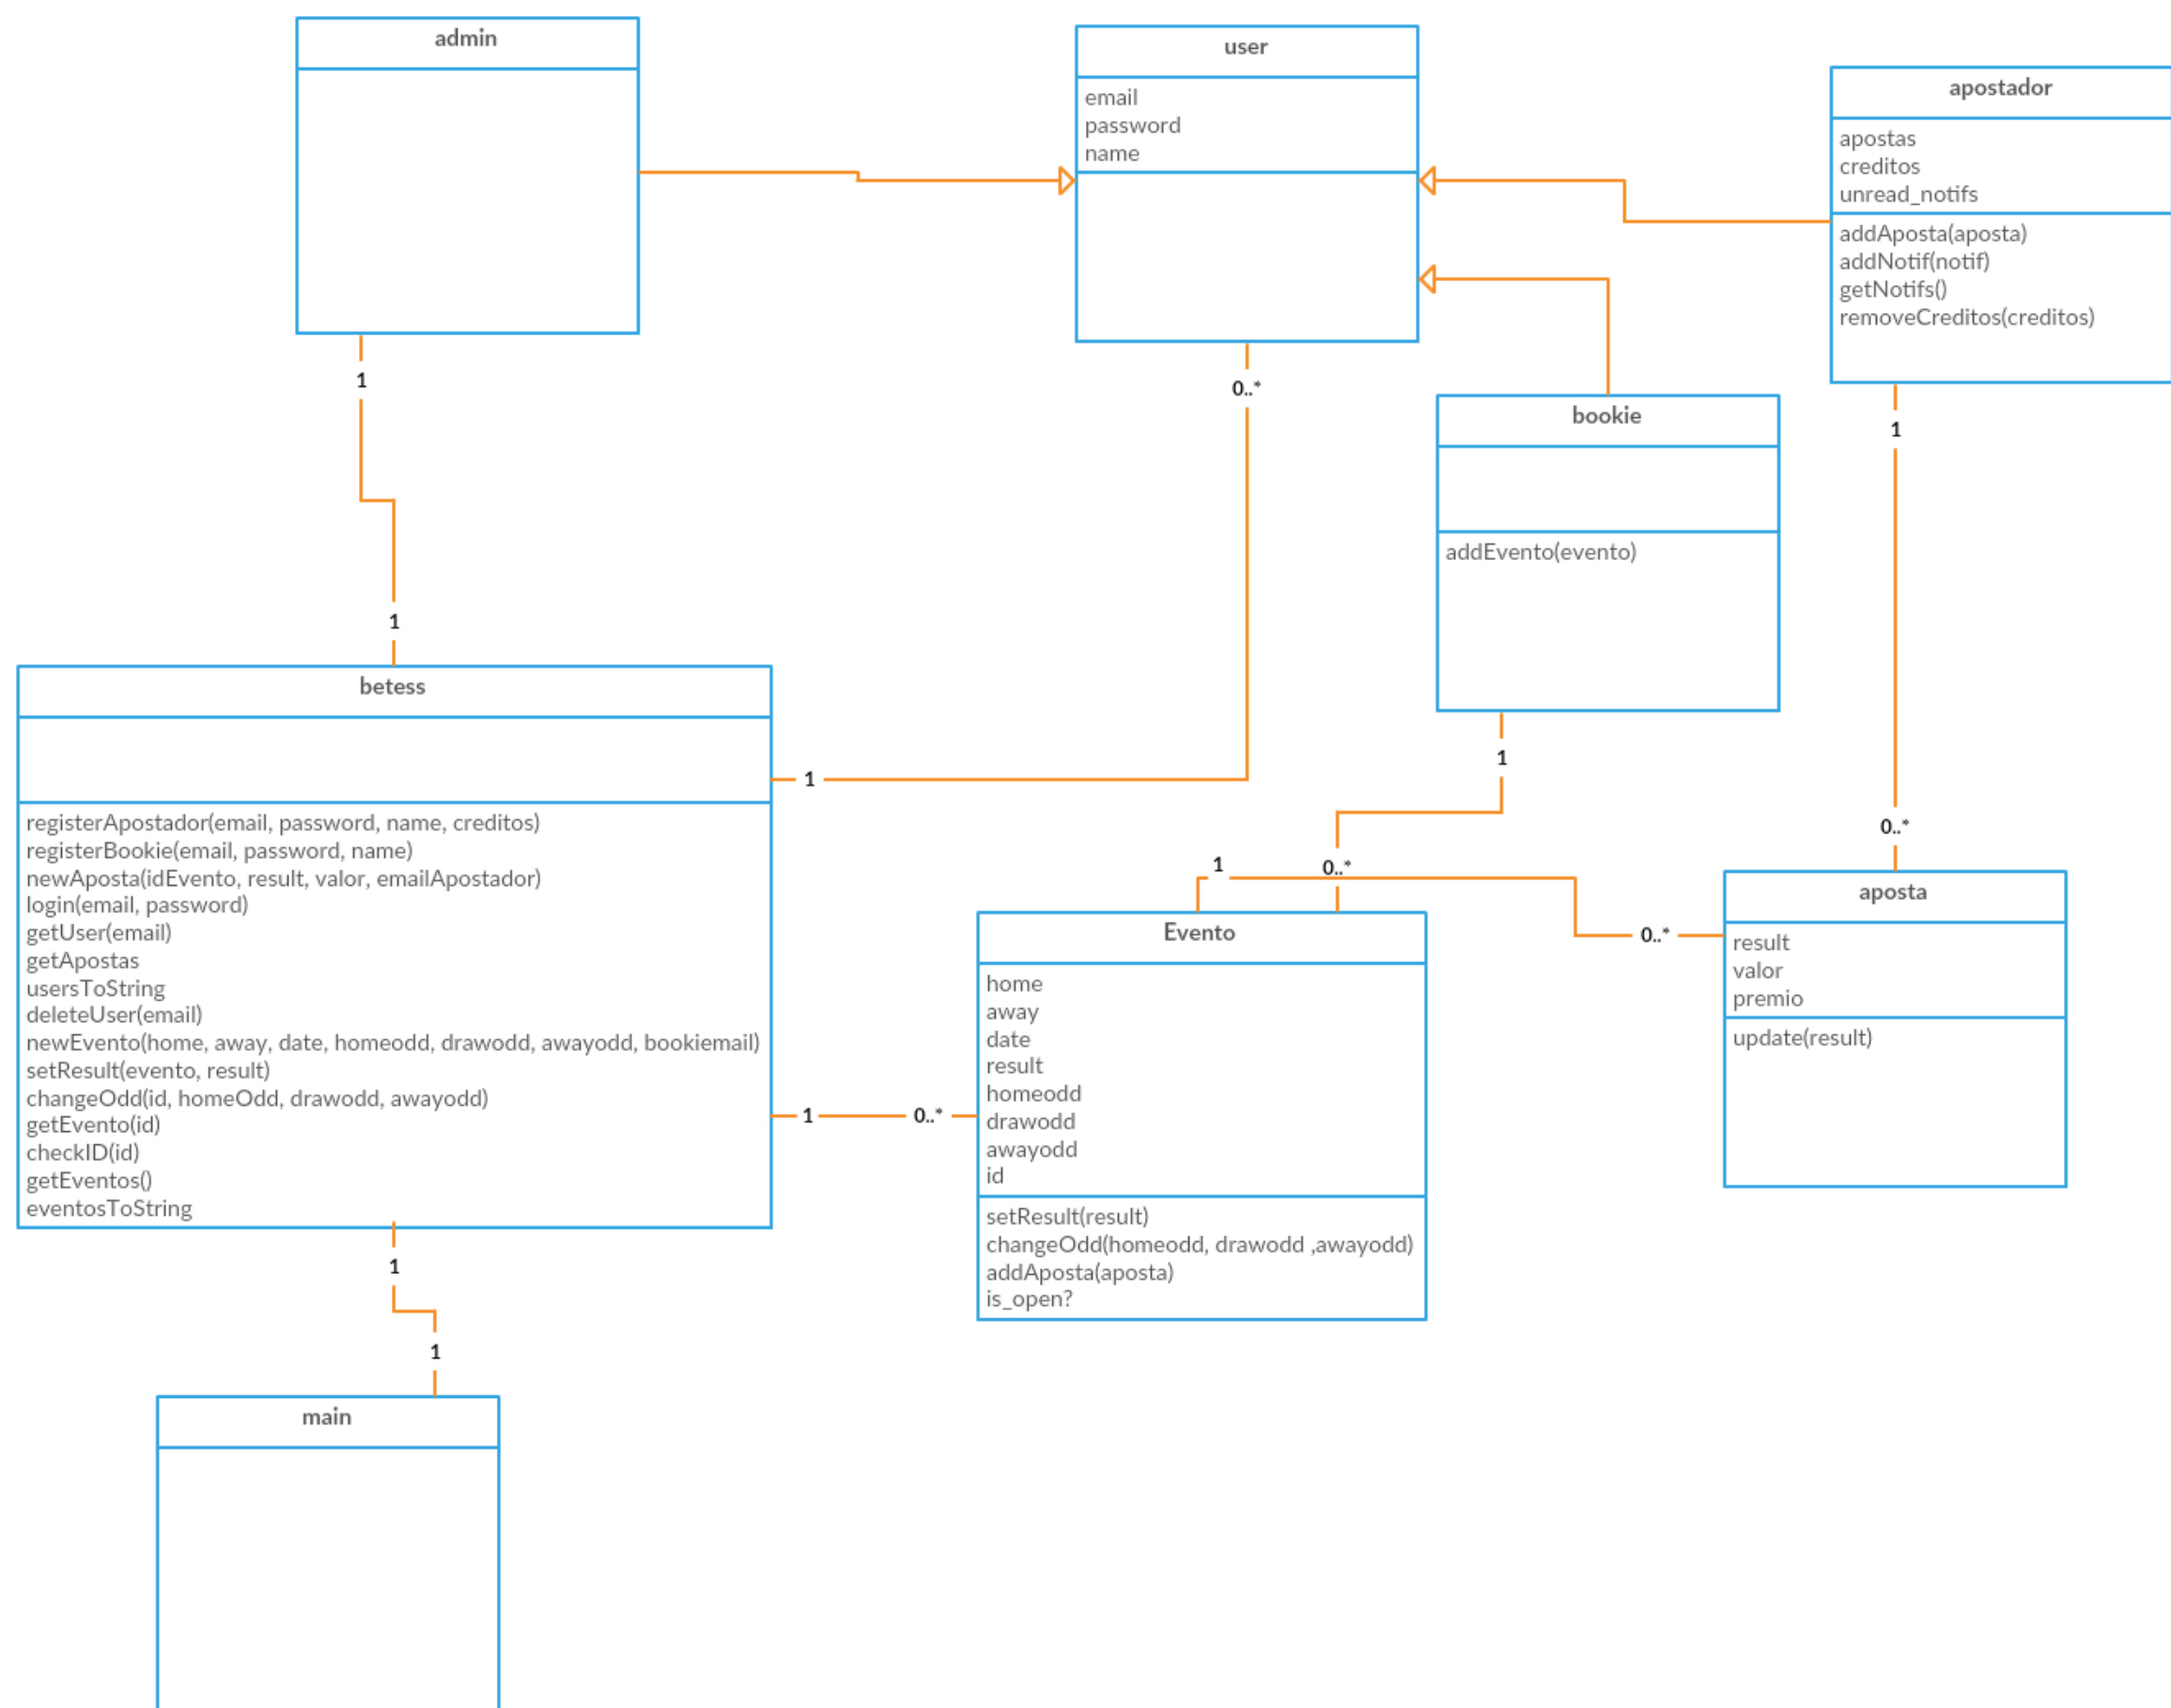 admin
user
email
password
name
apostador
apostas
creditos
unread_notifs
addAposta(aposta)
addNotif(notif)
getNotifs()
removeCreditos(creditos)
1
0..*
bookie
addEvento(evento)
1
1
betess
registerApostador(email, password, name, creditos)
registerBookie(email, password, name)
newAposta(idEvento, result, valor, emailApostador)
login(email, password)
getUser(email)
getApostas
usersToString
deleteUser(email)
newEvento(home, away, date, homeodd, drawodd, awayodd, bookiemail)
setResult(evento, result)
changeOdd(id, homeOdd, drawodd, awayodd)
getEvento(id)
checkID(id)
getEventos()
eventosToString
1
1
0..*
1
0..*
0..*
Evento
home
away
date
result
homeodd
drawodd
awayodd
id
setResult(result)
changeOdd(homeodd, drawodd ,awayodd)
addAposta(aposta)
is_open?
aposta
result
valor
premio
update(result)
0..*
1
0..*
1
1
main